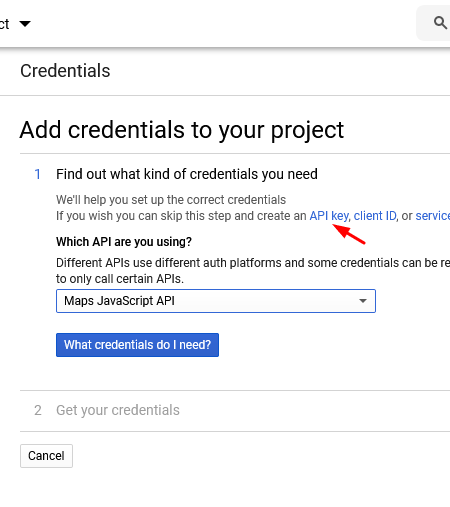 ct
Credentials
Add credentials to your project
1 Find out what kind of credentials you need
We'll help you set up the correct credentials
If you wish you can skip this step and create an API key, client ID, or service
Which API are you using?
Different APIs use different auth platforms and some credentials can be re
to only call certain APIs.
Maps JavaScript API
What credentials do I need?
2 Get your credentials
Cancel